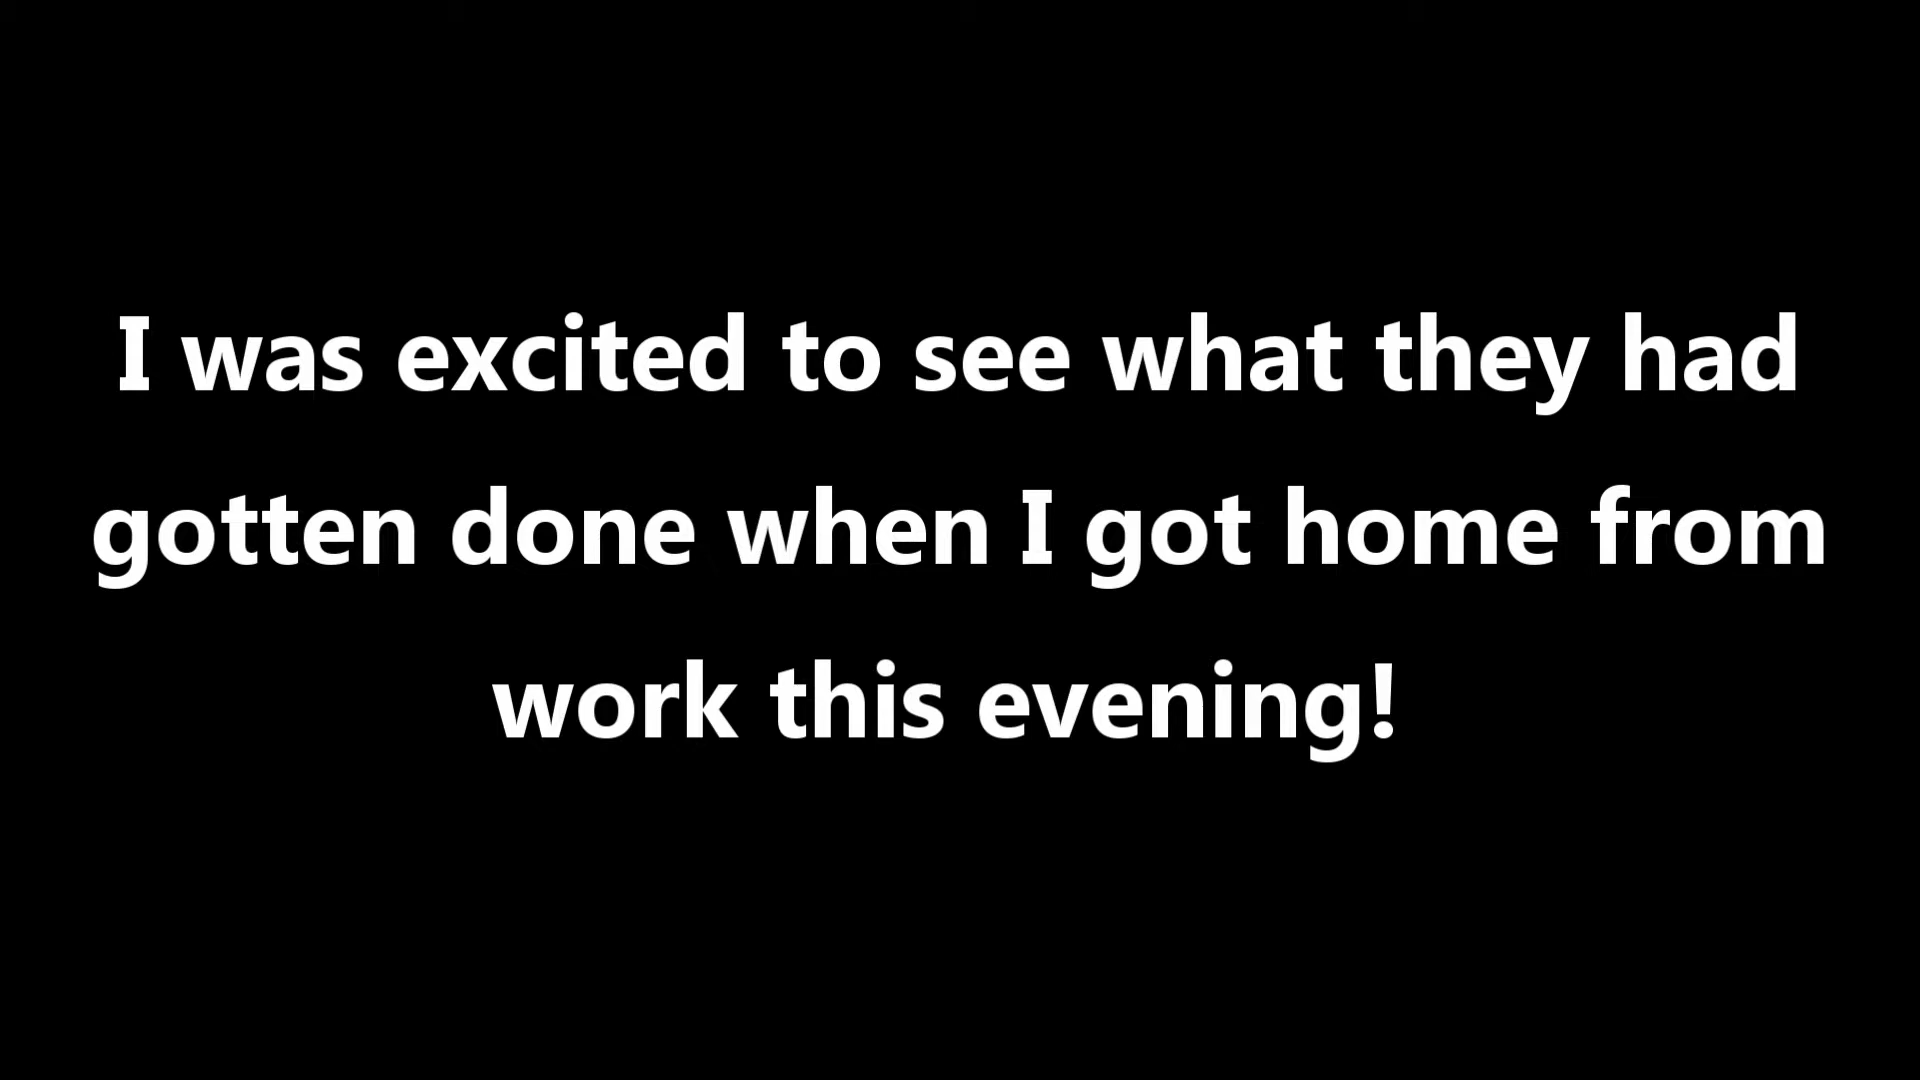 I was excited to see what they had
gotten done when I got home from
work this evening!